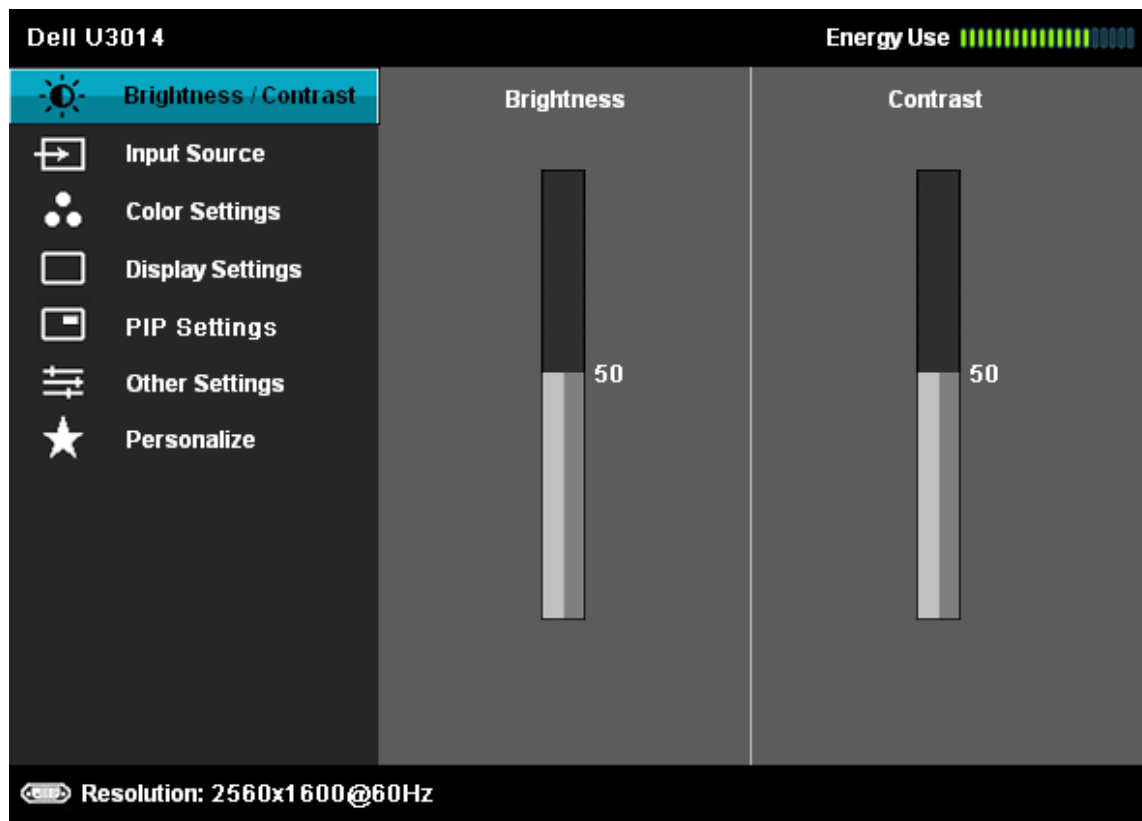 Dell U3014
Energy Use
Brightness / Contrast
Input Source
Color Settings
Display Settings
PIP Settings
Other Settings
Personalize
Brightness
50
Contrast
50
Resolution: 2560x1600@60Hz